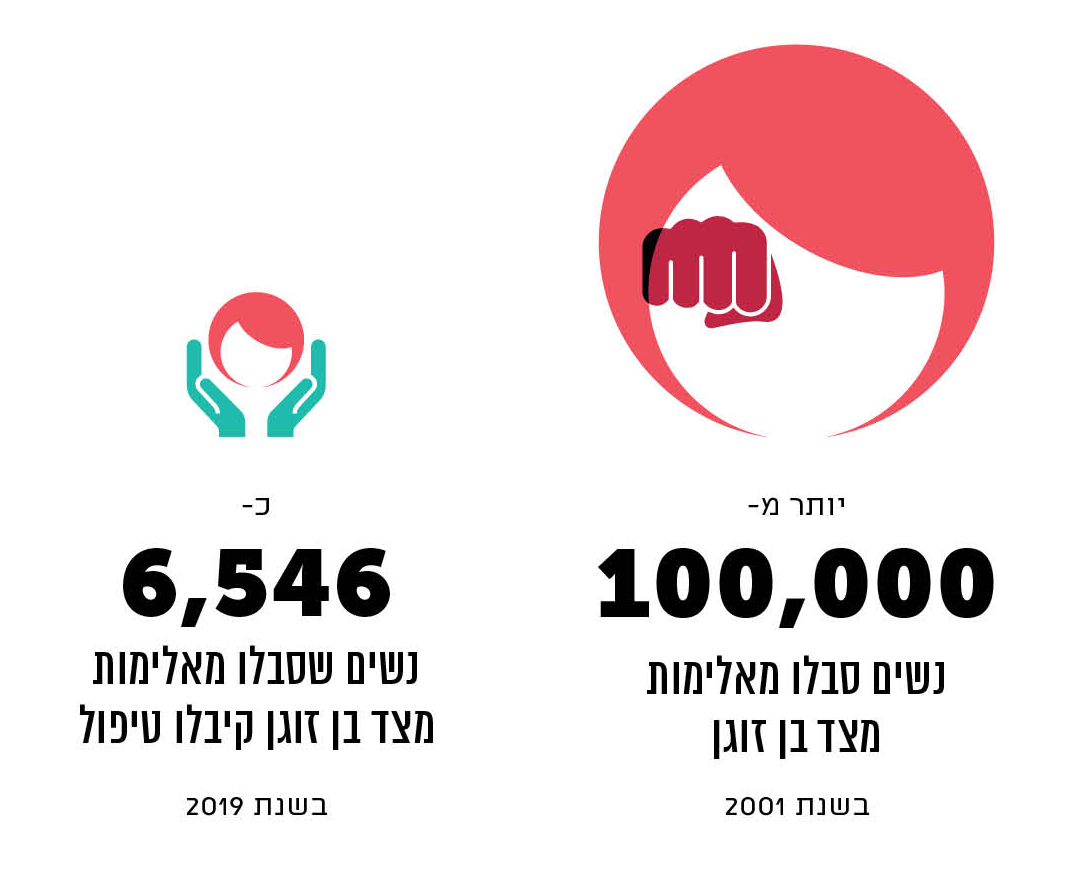 יותר מ-
100,000
נשים סבלו מאלימות
מצד בן זוגן
בשנת 2001
כ-
6,546
נשים שסבלו מאלימות
מצד בן זוגן קיבלו טיפול
בשנת 2019